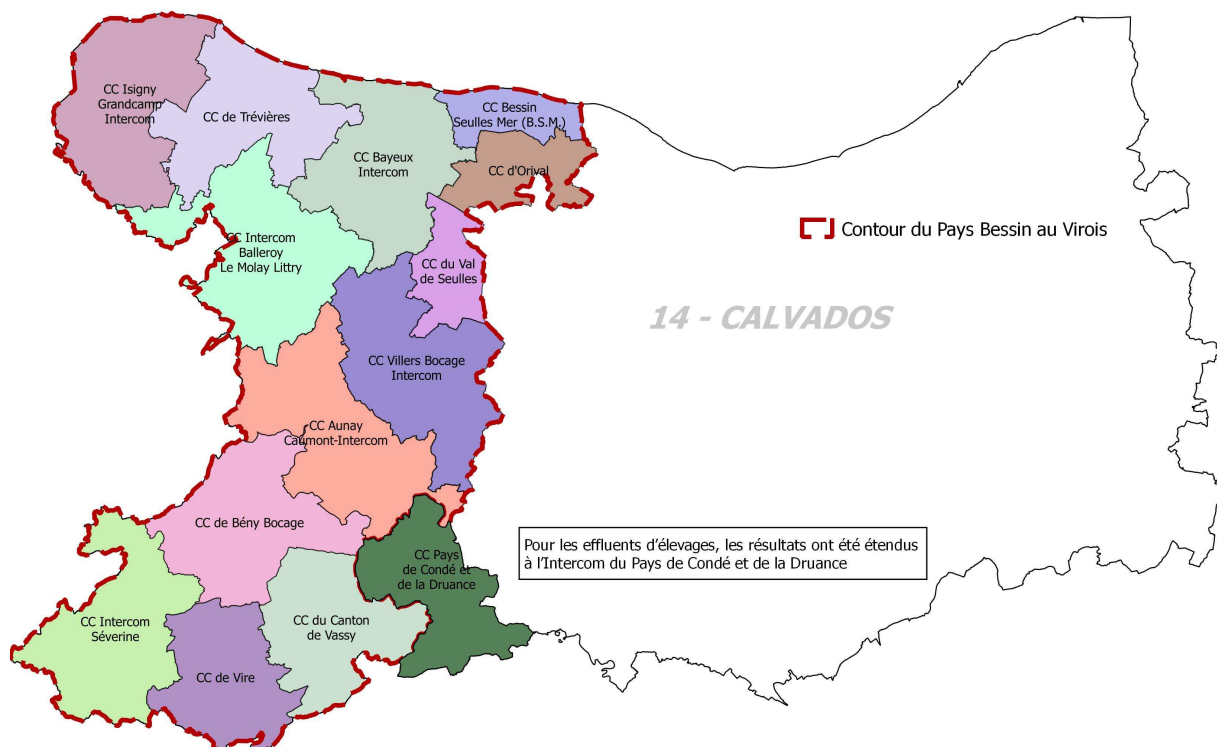 CC Isigny
Grandcamp
Intercom
CC de Trévières
CC Bessin
Seulles Mer (B.S.M.)
CC Bayeux
Intercom
CC d'Orival
Contour du Pays Bessin au Virois
CC Intercom
Balleroy
Le Molay Littry
CC du Val
de Seulles
14 - CALVADOS
CC Villers Bocage
Intercom
CC Aunay
Caumont-Intercom
CC de Bény Bocage
Pour les effluents d'élevages, les résultats ont été étendus
à l'Intercom du Pays de Condé et de la Druance
CC Pays
de Condé et
de la Druance
CC Intercom
Séverine
CC du Canton
de Vassy
CC de Vire